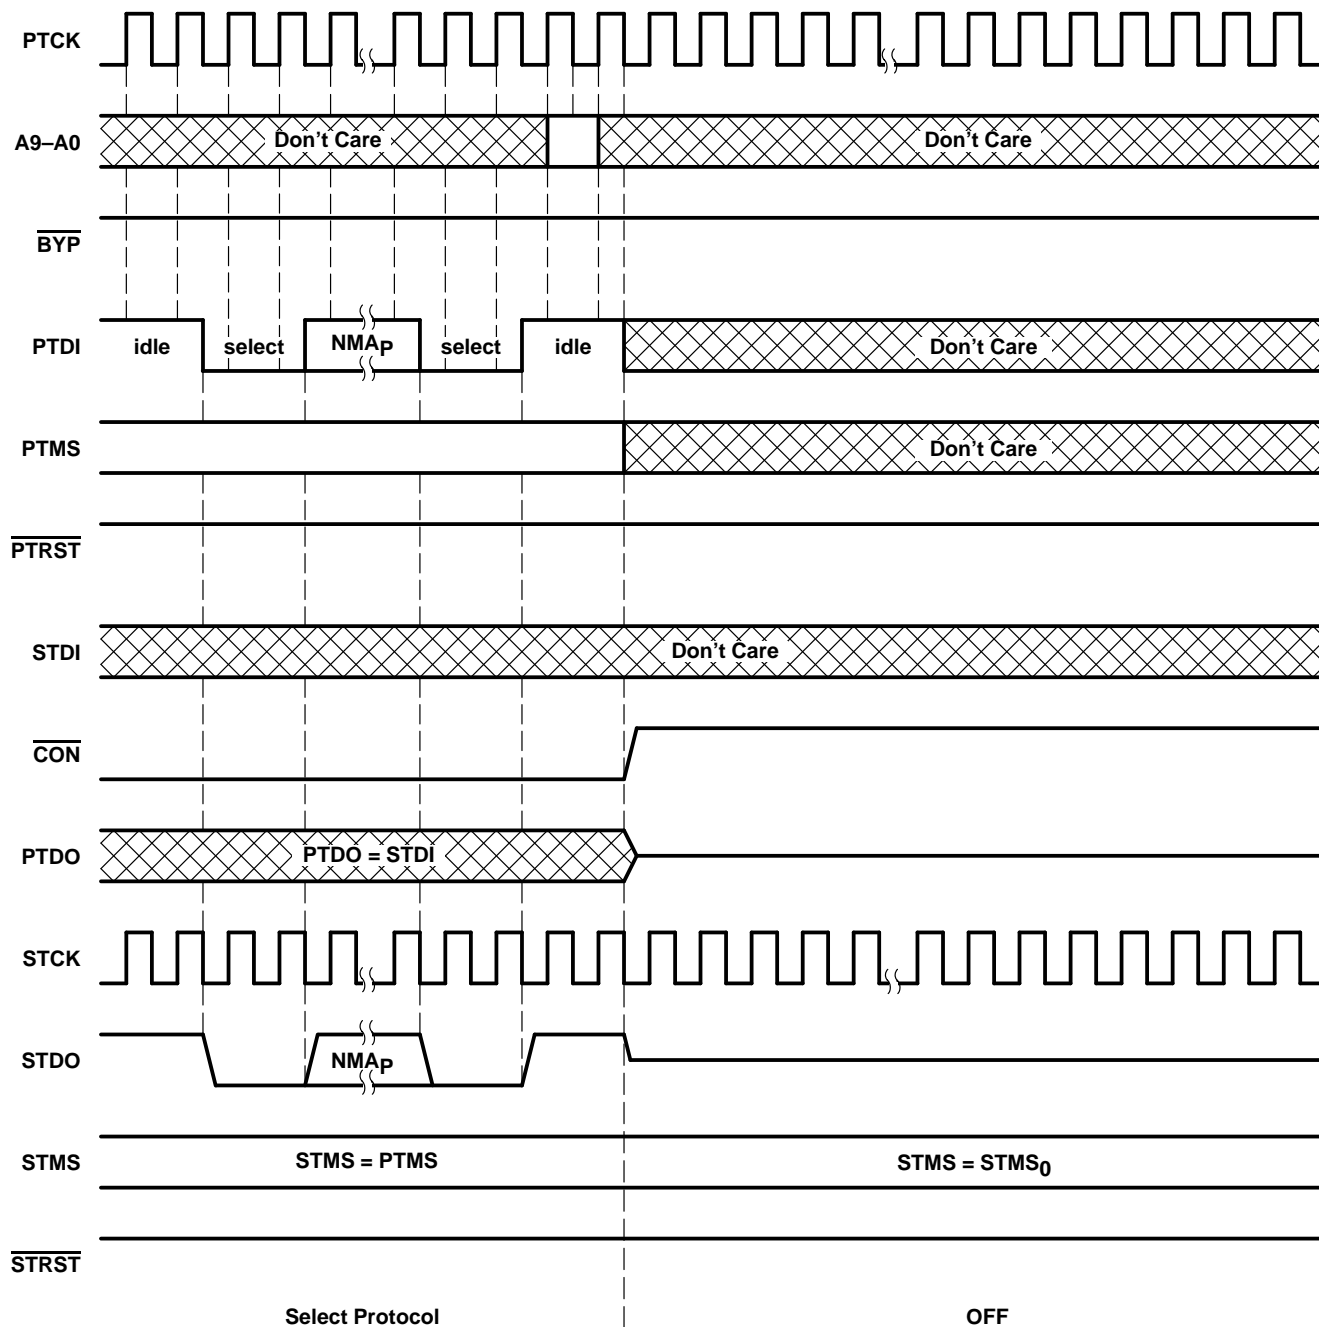 PTCK
A9–A0 Don't Care Don't Care
BYP
PTDI idle select NMAP select idle Don't Care
PTMS Don't Care
PTRST
STDI Don't Care
CON
PTDO PTDO = STDI
STCK
STDO NMAP
STMS STMS = PTMS STMS = STMS0
STRST
Select Protocol OFF